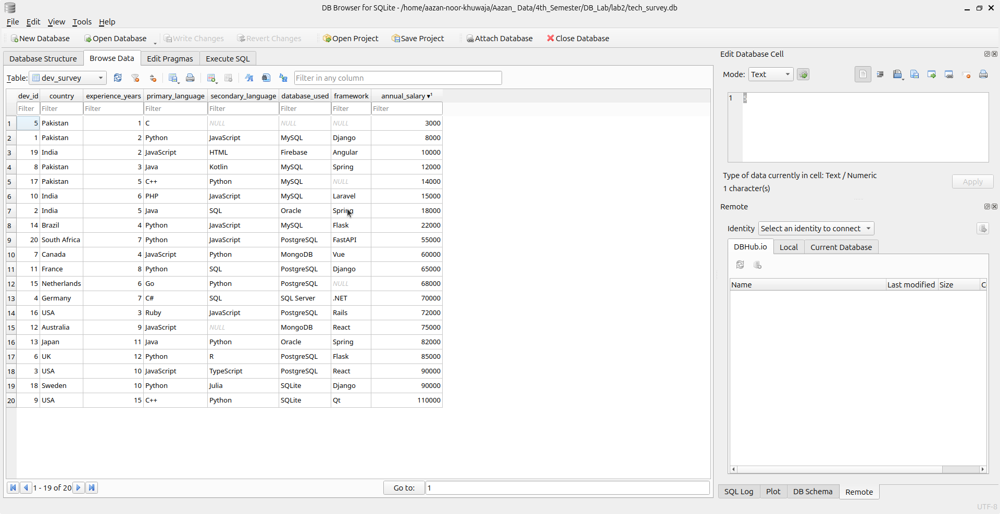 DB Browser for SQLite - /home/aazan-noor-khuwaja/Aazan_ Data/4th_Semester/DB_Lab/lab2/tech_survey.db
File Edit View Tools Help
New Database Open Database Write Changes Revert Changes Open Project Save Project Attach Database Close Database
Database Structure Browse Data Edit Pragmas Execute SQL
Table: dev_survey Filter in any column
dev_id country experience_years primary_language secondary_language database_used framework annual_salary ▾¹
Filter Filter Filter Filter Filter Filter Filter Filter
1 5 Pakistan 1 C NULL NULL NULL 3000
2 1 Pakistan 2 Python JavaScript MySQL Django 8000
3 19 India 2 JavaScript HTML Firebase Angular 10000
4 8 Pakistan 3 Java Kotlin MySQL Spring 12000
5 17 Pakistan 5 C++ Python MySQL NULL 14000
6 10 India 6 PHP JavaScript MySQL Laravel 15000
7 2 India 5 Java SQL Oracle Spring 18000
8 14 Brazil 4 Python JavaScript MySQL Flask 22000
9 20 South Africa 7 Python JavaScript PostgreSQL FastAPI 55000
10 7 Canada 4 JavaScript Python MongoDB Vue 60000
11 11 France 8 Python SQL PostgreSQL Django 65000
12 15 Netherlands 6 Go Python PostgreSQL NULL 68000
13 4 Germany 7 C# SQL SQL Server .NET 70000
14 16 USA 3 Ruby JavaScript PostgreSQL Rails 72000
15 12 Australia 9 JavaScript NULL MongoDB React 75000
16 13 Japan 11 Java Python Oracle Spring 82000
17 6 UK 12 Python R PostgreSQL Flask 85000
18 3 USA 10 JavaScript TypeScript PostgreSQL React 90000
19 18 Sweden 10 Python Julia SQLite Django 90000
20 9 USA 15 C++ Python SQLite Qt 110000
1 - 19 of 20 Go to: 1
Edit Database Cell
Mode: Text
1 5
Type of data currently in cell: Text / Numeric
1 character(s)
Apply
Remote
Identity Select an identity to connect
DBHub.io Local Current Database
Name Last modified Size C
SQL Log Plot DB Schema Remote
UTF-8